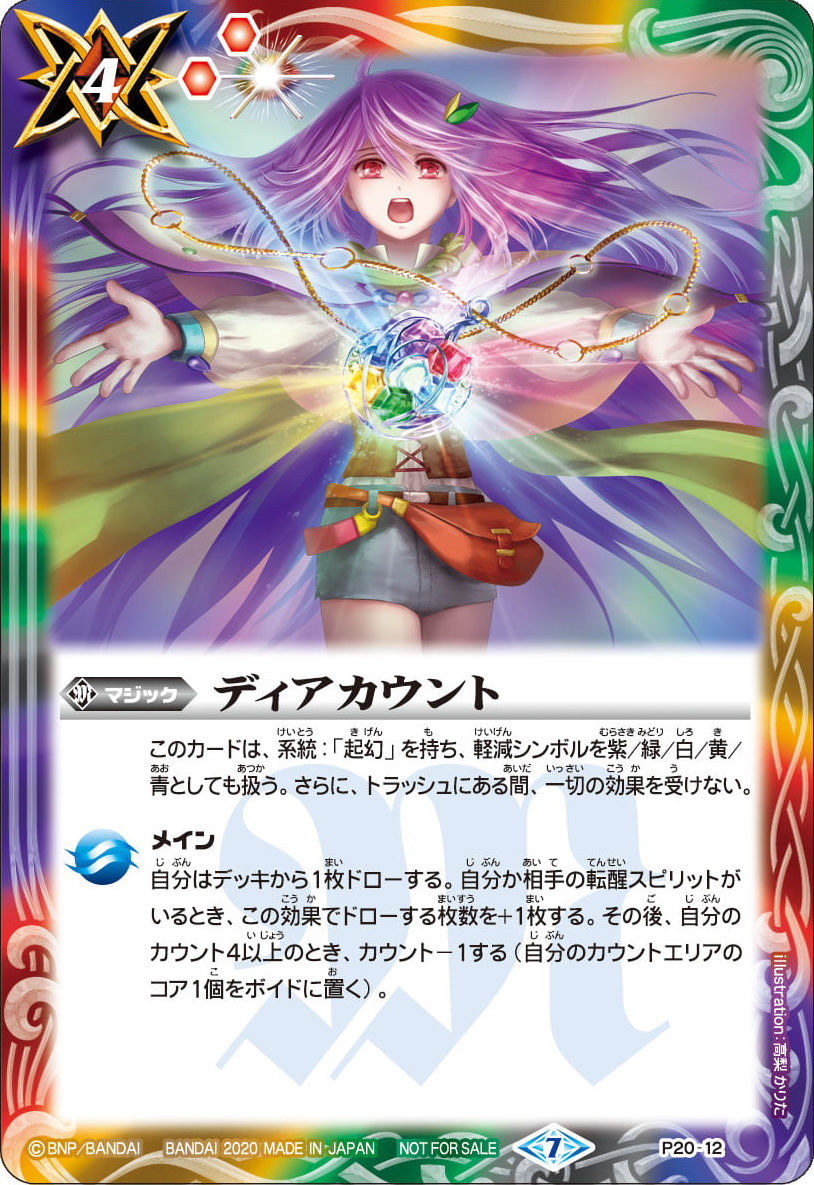 4
マジック
ディアカウント
このカードは、系統:「起幻」を持ち、軽減シンボルを紫/緑/白/黄/
青としても扱う。さらに、トラッシュにある間、一切の効果を受けない。
メイン
自分はデッキから1枚ドローする。自分か相手の転醒スピリットが
いるとき、この効果でドローする枚数を+1枚する。その後、自分の
カウント4以上のとき、カウント-1する(自分のカウントエリアの
コア1個をボイドに置く)。
illustration:高梨かりた
©BNP/BANDAI BANDAI 2020 MADE IN JAPAN NOT FOR SALE 7 P20-12